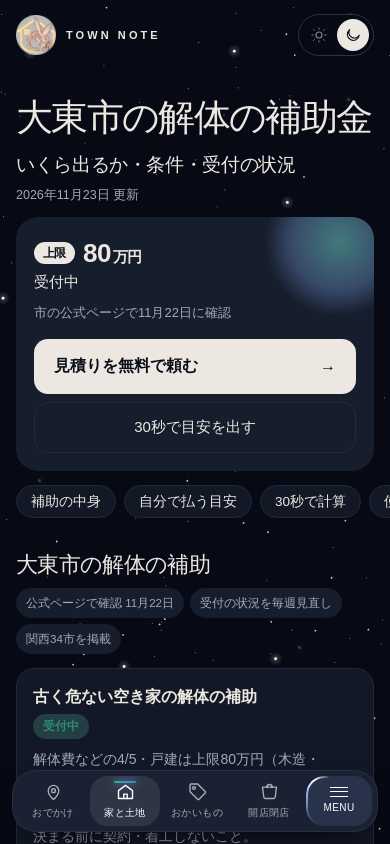 TOWN NOTE
大東市の解体の補助金
いくら出るか・条件・受付の状況
2026年11月23日 更新
上限 80万円
受付中
市の公式ページで11月22日に確認
見積りを無料で頼む →
30秒で目安を出す
補助の中身 自分で払う目安 30秒で計算
大東市の解体の補助
公式ページで確認 11月22日 受付の状況を毎週見直し
関西34市を掲載
古く危ない空き家の解体の補助
受付中
解体費などの4/5・戸建は上限80万円（木造・
おでかけ 家と土地 おかいもの 開店閉店 MENU
決まる前に契約・着工しないこと。